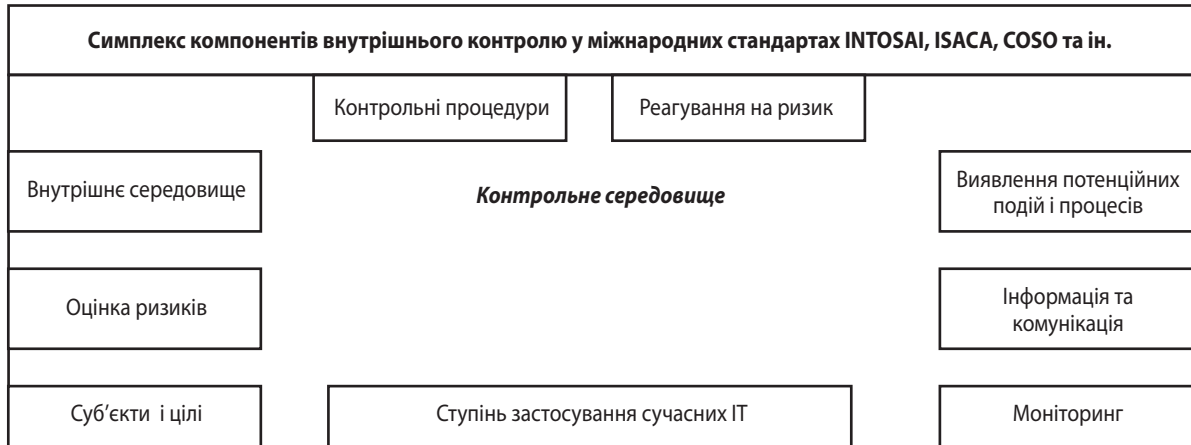 Симплекс компонентів внутрішнього контролю у міжнародних стандартах INTOSAI, ISACA, COSO та ін.
Контрольні процедури
Реагування на ризик
Внутрішнє середовище
Контрольне середовище
Виявлення потенційних
подій і процесів
Оцінка ризиків
Інформація та
комунікація
Суб’єкти і цілі
Ступінь застосування сучасних ІТ
Моніторинг